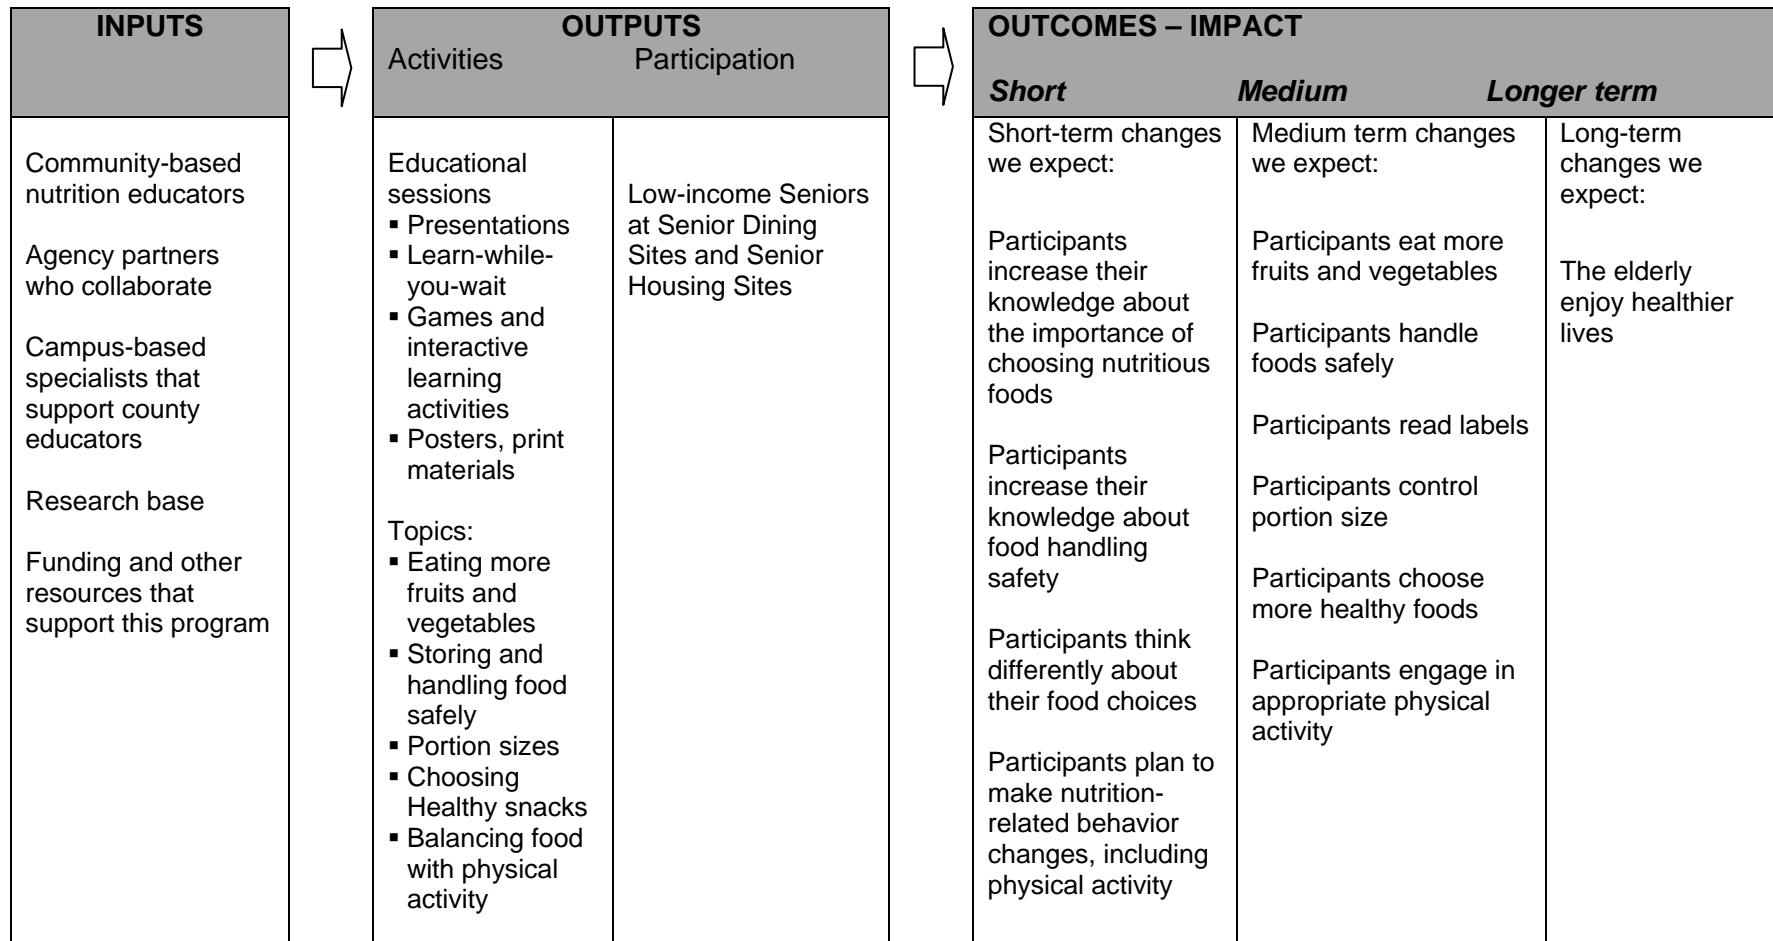 INPUTS
OUTPUTS
Activities Participation
OUTCOMES – IMPACT
Short Medium Longer term
Community-based
nutrition educators
Agency partners
who collaborate
Campus-based
specialists that
support county
educators
Research base
Funding and other
resources that
support this program
Educational
sessions
▪ Presentations
▪ Learn-while-
you-wait
▪ Games and
interactive
learning
activities
▪ Posters, print
materials
Topics:
▪ Eating more
fruits and
vegetables
▪ Storing and
handling food
safely
▪ Portion sizes
▪ Choosing
Healthy snacks
▪ Balancing food
with physical
activity
Low-income Seniors
at Senior Dining
Sites and Senior
Housing Sites
Short-term changes
we expect:
Participants
increase their
knowledge about
the importance of
choosing nutritious
foods
Participants
increase their
knowledge about
food handling
safety
Participants think
differently about
their food choices
Participants plan to
make nutrition-
related behavior
changes, including
physical activity
Medium term changes
we expect:
Participants eat more
fruits and vegetables
Participants handle
foods safely
Participants read labels
Participants control
portion size
Participants choose
more healthy foods
Participants engage in
appropriate physical
activity
Long-term
changes we
expect:
The elderly
enjoy healthier
lives